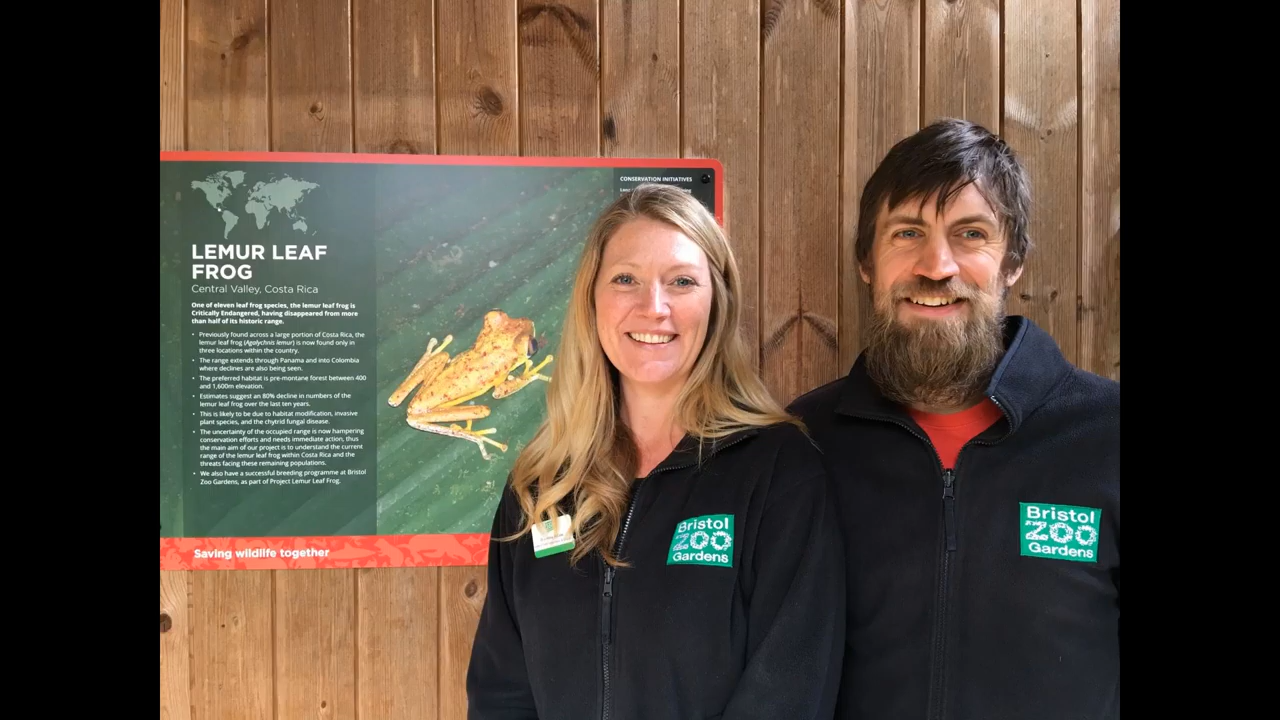 CONSERVATION INITIATIVES
LEMUR LEAF
FROG
Central Valley, Costa Rica
One of eleven leaf frog species, the lemur leaf frog is
Critically Endangered, having disappeared from more
than half of its historic range.
• Previously found across a large portion of Costa Rica, the
lemur leaf frog (Agalychnis lemur) is now found only in
three locations within the country.
• The range extends through Panama and into Colombia
where declines are also being seen.
• The preferred habitat is pre-montane forest between 400
and 1,600m elevation.
• Estimates suggest an 80% decline in numbers of the
lemur leaf frog over the last ten years.
• This is likely to be due to habitat modification, invasive
plant species, and the chytrid fungal disease.
• The uncertainty of the occupied range is now hampering
conservation efforts and needs immediate action, thus
the main aim of our project is to understand the current
range of the lemur leaf frog within Costa Rica and the
threats facing these remaining populations.
• We also have a successful breeding programme at Bristol
Zoo Gardens, as part of Project Lemur Leaf Frog.
Saving wildlife together
Bristol
ZOO
Gardens
Bristol
ZOO
Gardens